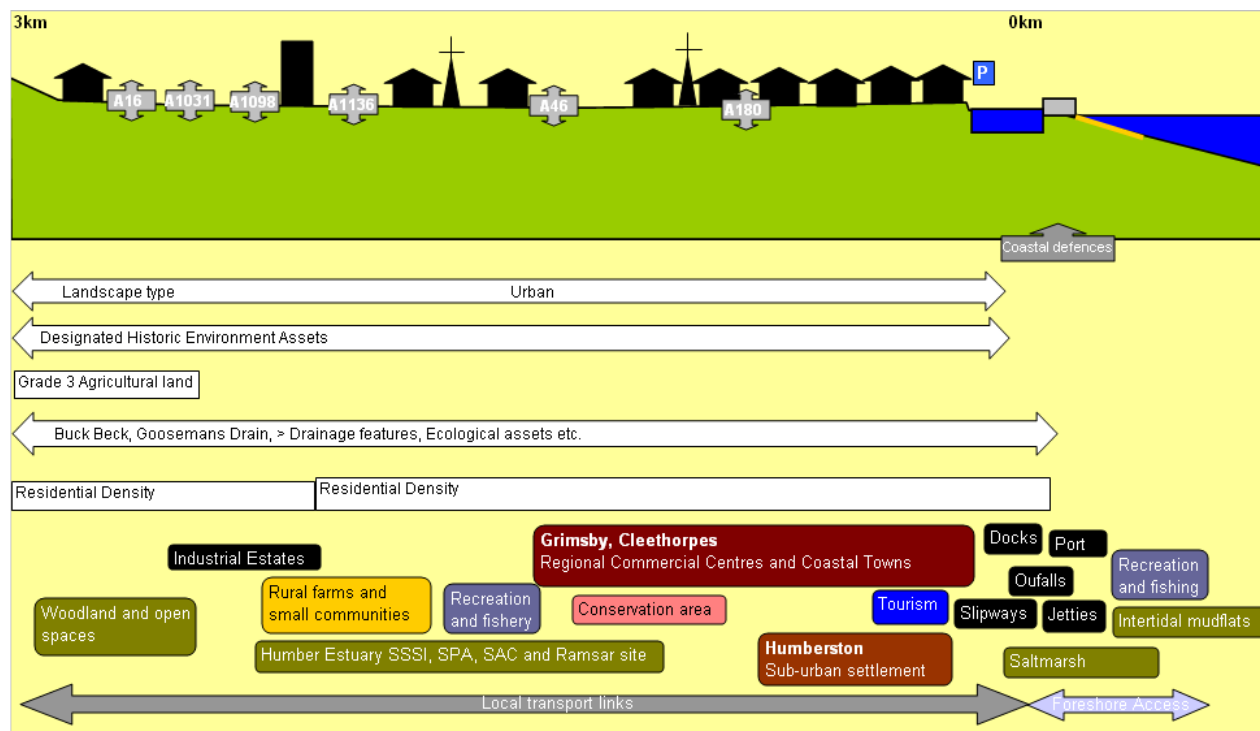 3km
0km
P
A16
A1031
A1098
A1136
A46
A180
Coastal defences
Landscape type
Urban
Designated Historic Environment Assets
Grade 3 Agricultural land
Buck Beck, Goosemans Drain, > Drainage features, Ecological assets etc.
Residential Density
Residential Density
Industrial Estates
Grimsby, Cleethorpes
Regional Commercial Centres and Coastal Towns
Docks
Port
Recreation
and fishing
Oufalls
Rural farms and
small communities
Recreation
and fishery
Conservation area
Tourism
Slipways
Jetties
Intertidal mudflats
Woodland and open
spaces
Humber Estuary SSSI, SPA, SAC and Ramsar site
Humberston
Sub-urban settlement
Saltmarsh
Local transport links
Foreshore Access